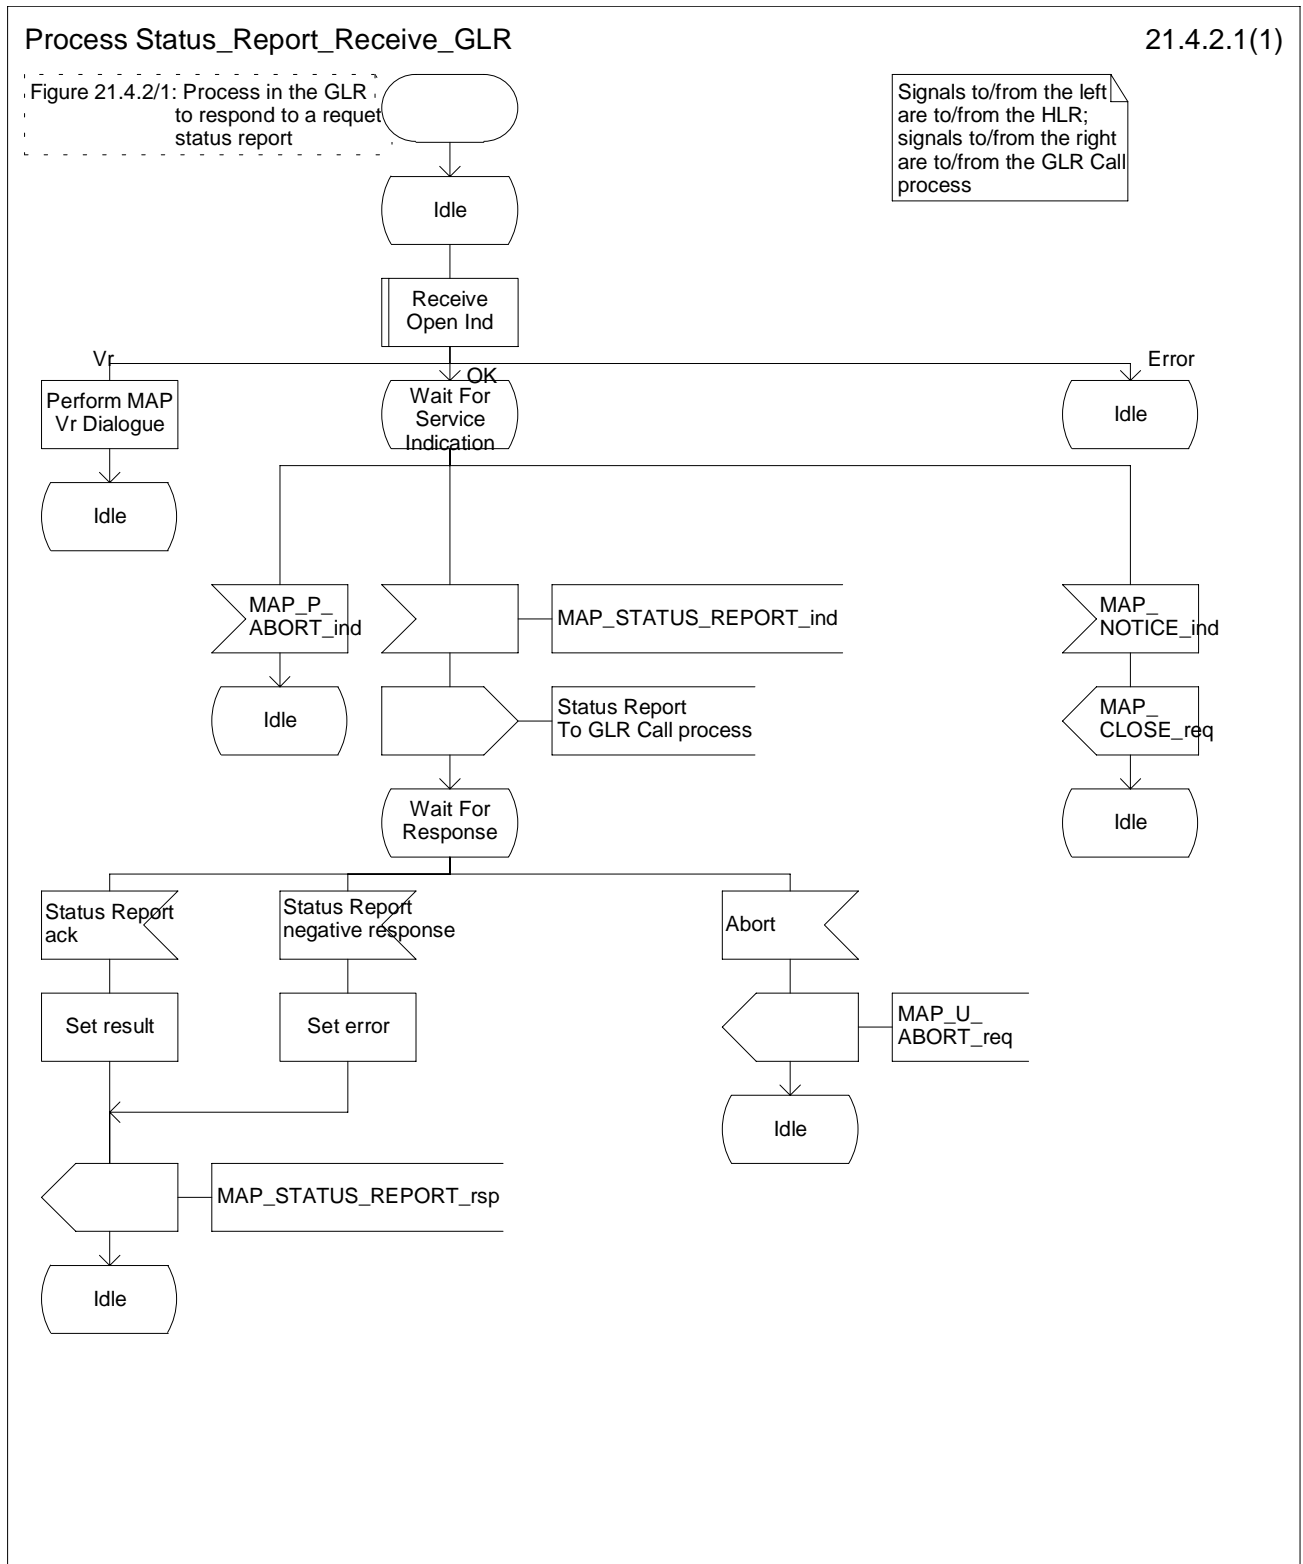 Process Status_Report_Receive_GLR
21.4.2.1(1)
Figure 21.4.2/1: Process in the GLR
to respond to a requet
status report
Signals to/from the left
are to/from the HLR;
signals to/from the right
are to/from the GLR Call
process
Idle
Receive
Open Ind
Vr
OK
Error
Perform MAP
Vr Dialogue
Wait For
Service
Indication
Idle
Idle
MAP_P_
ABORT_ind
MAP_STATUS_REPORT_ind
MAP_
NOTICE_ind
Idle
Status Report
To GLR Call process
MAP_
CLOSE_req
Wait For
Response
Idle
Status Report
ack
Status Report
negative response
Abort
Set result
Set error
MAP_U_
ABORT_req
Idle
MAP_STATUS_REPORT_rsp
Idle